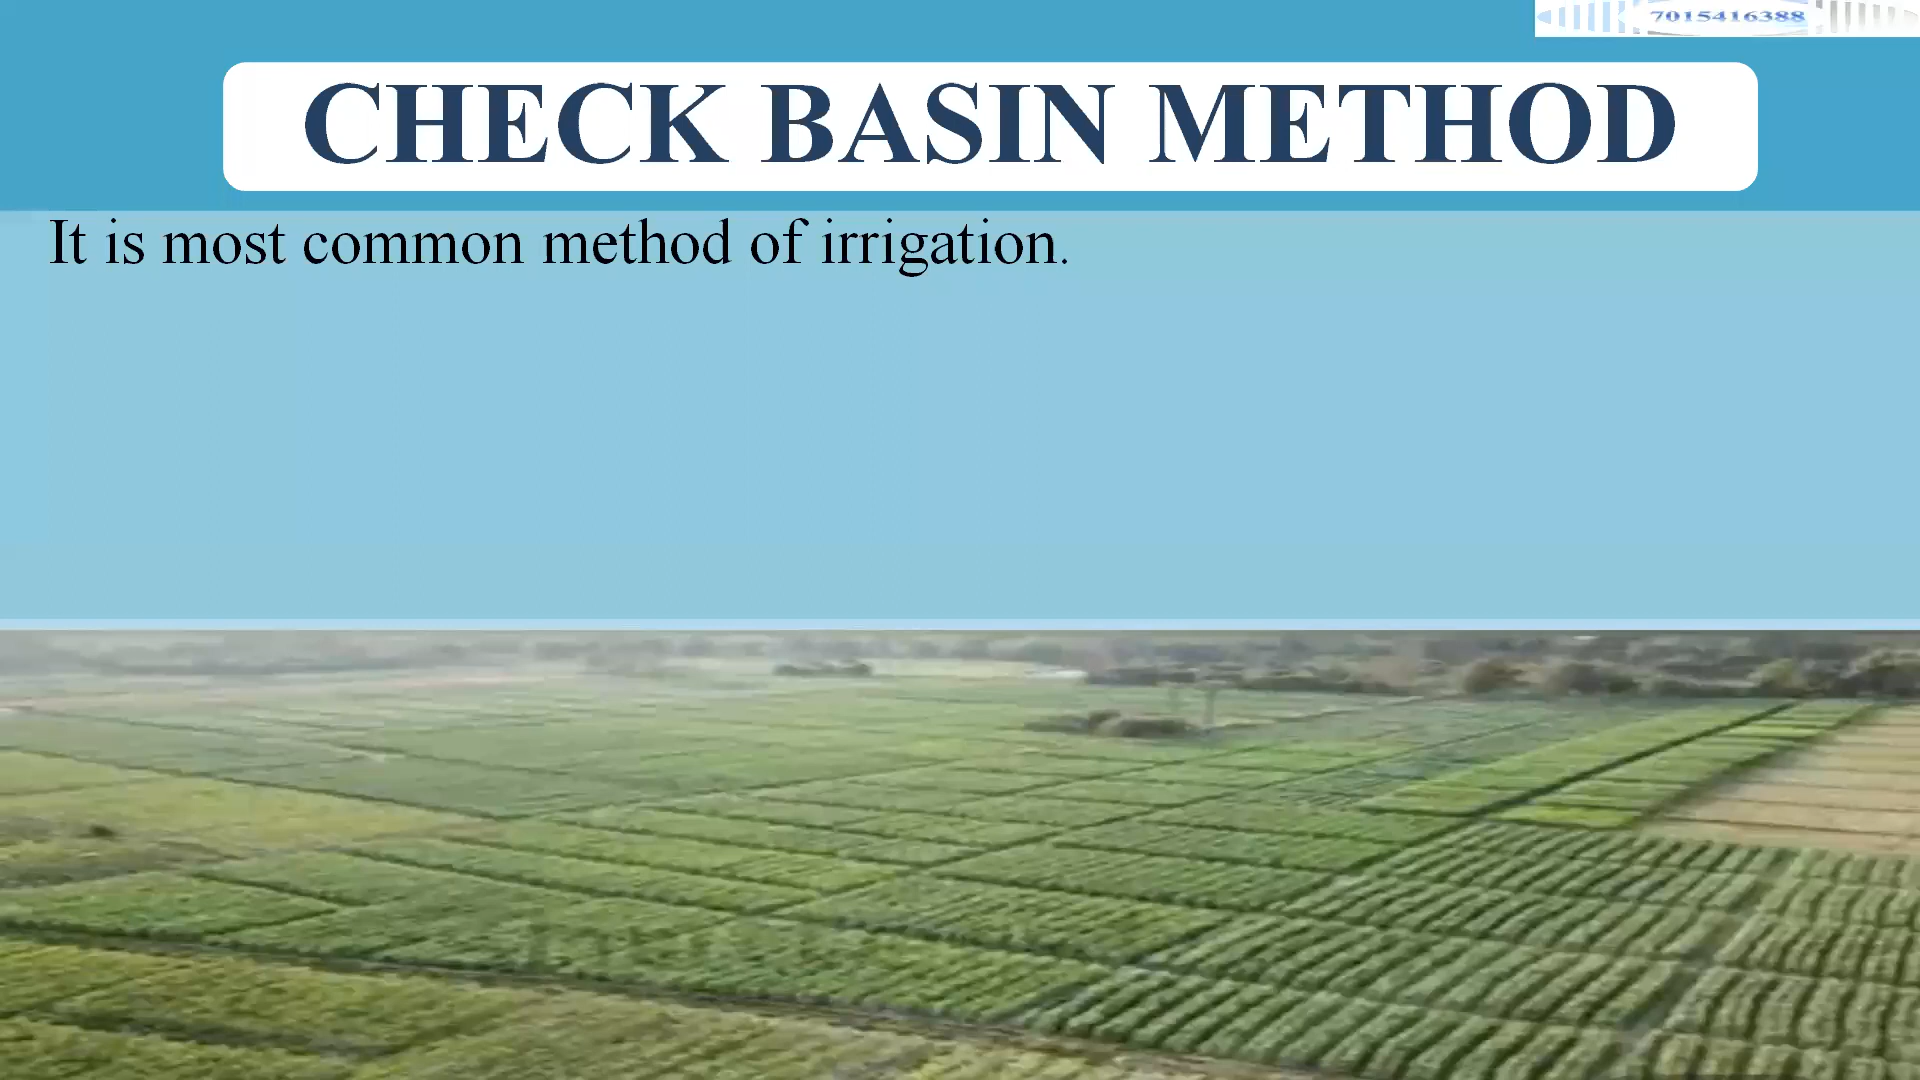 7015416388
CHECK BASIN METHOD
It is most common method of irrigation.